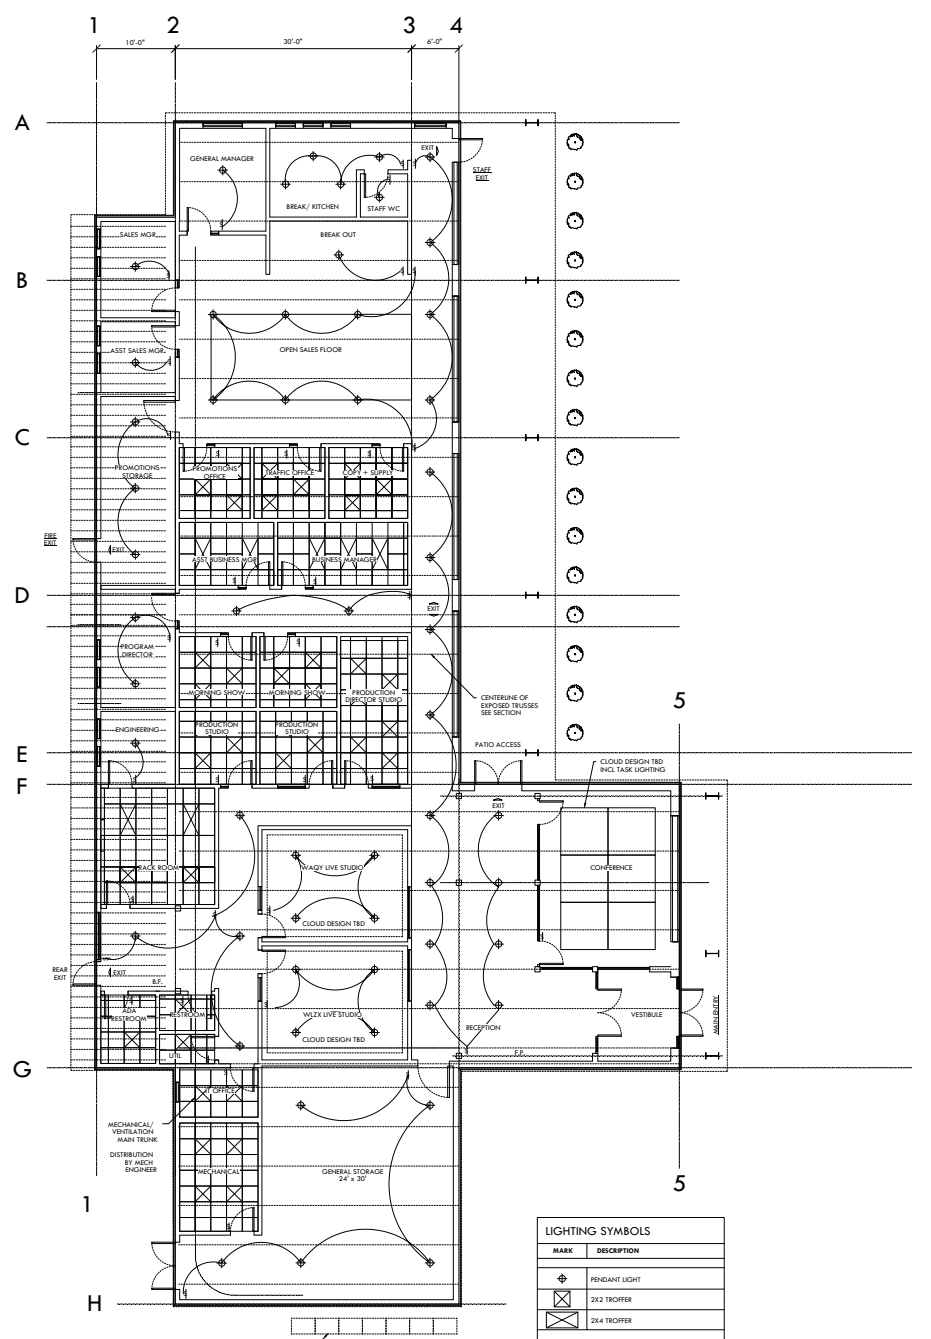 1
2
3
4
10'-0"
30'-0"
6'-0"
A
GENERAL MANAGER
EXIT
STAFF
EXIT
BREAK/ KITCHEN
STAFF WC
SALES MGR.
BREAK OUT
B
ASST SALES MGR.
OPEN SALES FLOOR
C
PROMOTIONS
STORAGE
PROMOTIONS
OFFICE
TRAFFIC OFFICE
COPY + SUPPLY
FIRE
EXIT
EXIT
ASST BUSINESS MGR
BUSINESS MANAGER
D
EXIT
PROGRAM
DIRECTOR
MORNING SHOW
MORNING SHOW
PRODUCTION
DIRECTOR STUDIO
CENTERLINE OF
EXPOSED TRUSSES
SEE SECTION
5
ENGINEERING
PRODUCTION
STUDIO
PRODUCTION
STUDIO
PATIO ACCESS
E
CLOUD DESIGN TBD
INCL TASK LIGHTING
F
EXIT
RACK ROOM
WAQY LIVE STUDIO
CONFERENCE
CLOUD DESIGN TBD
REAR
EXIT
EXIT
B.F.
ADA
RESTROOM
RESTROOM
WLZX LIVE STUDIO
CLOUD DESIGN TBD
RECEPTION
VESTIBULE
MAIN ENTRY
UTIL
F.P.
G
IT OFFICE
MECHANICAL/
VENTILATION
MAIN TRUNK
DISTRIBUTION
BY MECH
ENGINEER
MECHANICAL
GENERAL STORAGE
24' x 30'
5
1
LIGHTING SYMBOLS
MARK DESCRIPTION
PENDANT LIGHT
2X2 TROFFER
2X4 TROFFER
H